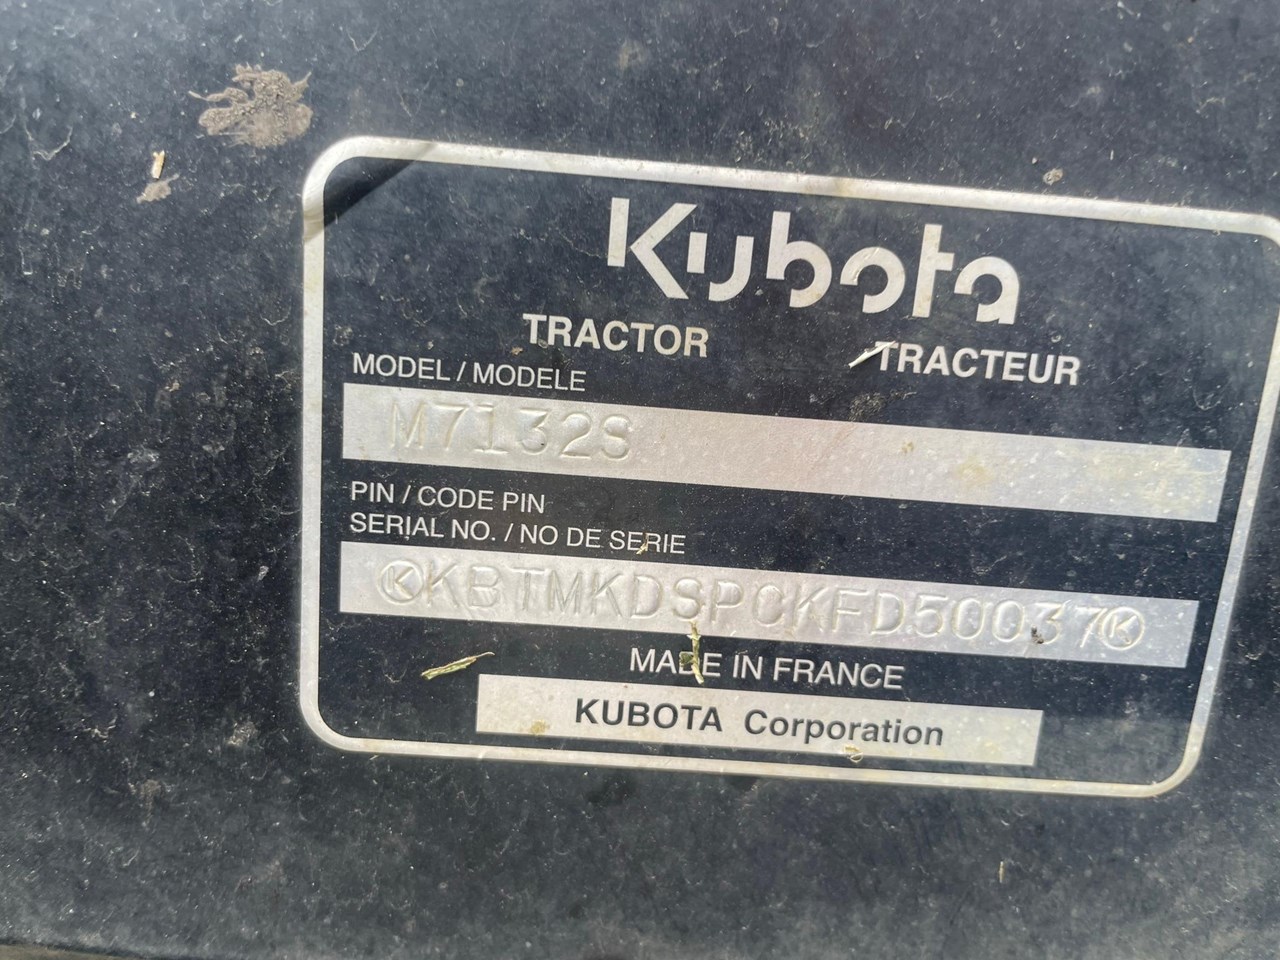 Kubota
TRACTOR TRACTEUR
MODEL / MODELE
M7132S
PIN / CODE PIN
SERIAL NO. / NO DE SERIE
KBTMKDSPCKFD50037
MADE IN FRANCE
KUBOTA Corporation